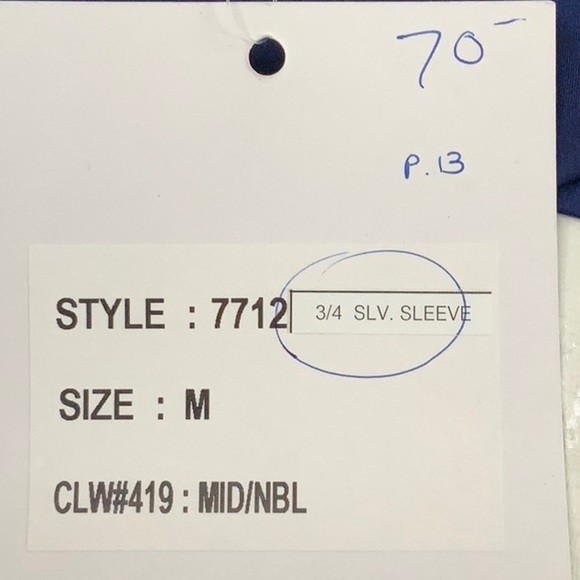 70-
P.13
STYLE : 7712 3/4 SLV. SLEEVE
SIZE : M
CLW#419 : MID/NBL